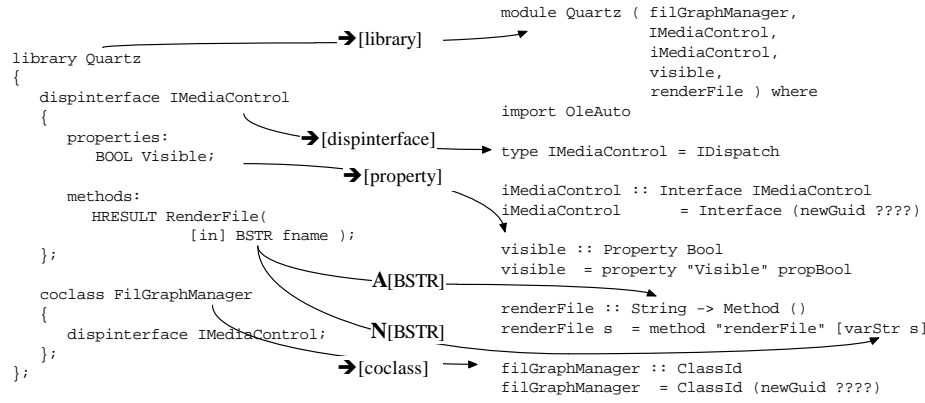 library Quartz
{
dispinterface IMediaControl
{
properties:
BOOL Visible;
methods:
HRESULT RenderFile(
[in] BSTR fname );
};
coclass FilGraphManager
{
dispinterface IMediaControl;
};
};
➔[library]
➔[dispinterface]
➔[property]
A[BSTR]
N[BSTR]
➔[coclass]
module Quartz ( filGraphManager,
IMediaControl,
iMediaControl,
visible,
renderFile ) where
import OleAuto
type IMediaControl = IDispatch
iMediaControl :: Interface IMediaControl
iMediaControl = Interface (newGuid ????)
visible :: Property Bool
visible = property "Visible" propBool
renderFile :: String -> Method ()
renderFile s = method "renderFile" [varStr s]
filGraphManager :: ClassId
filGraphManager = ClassId (newGuid ????)